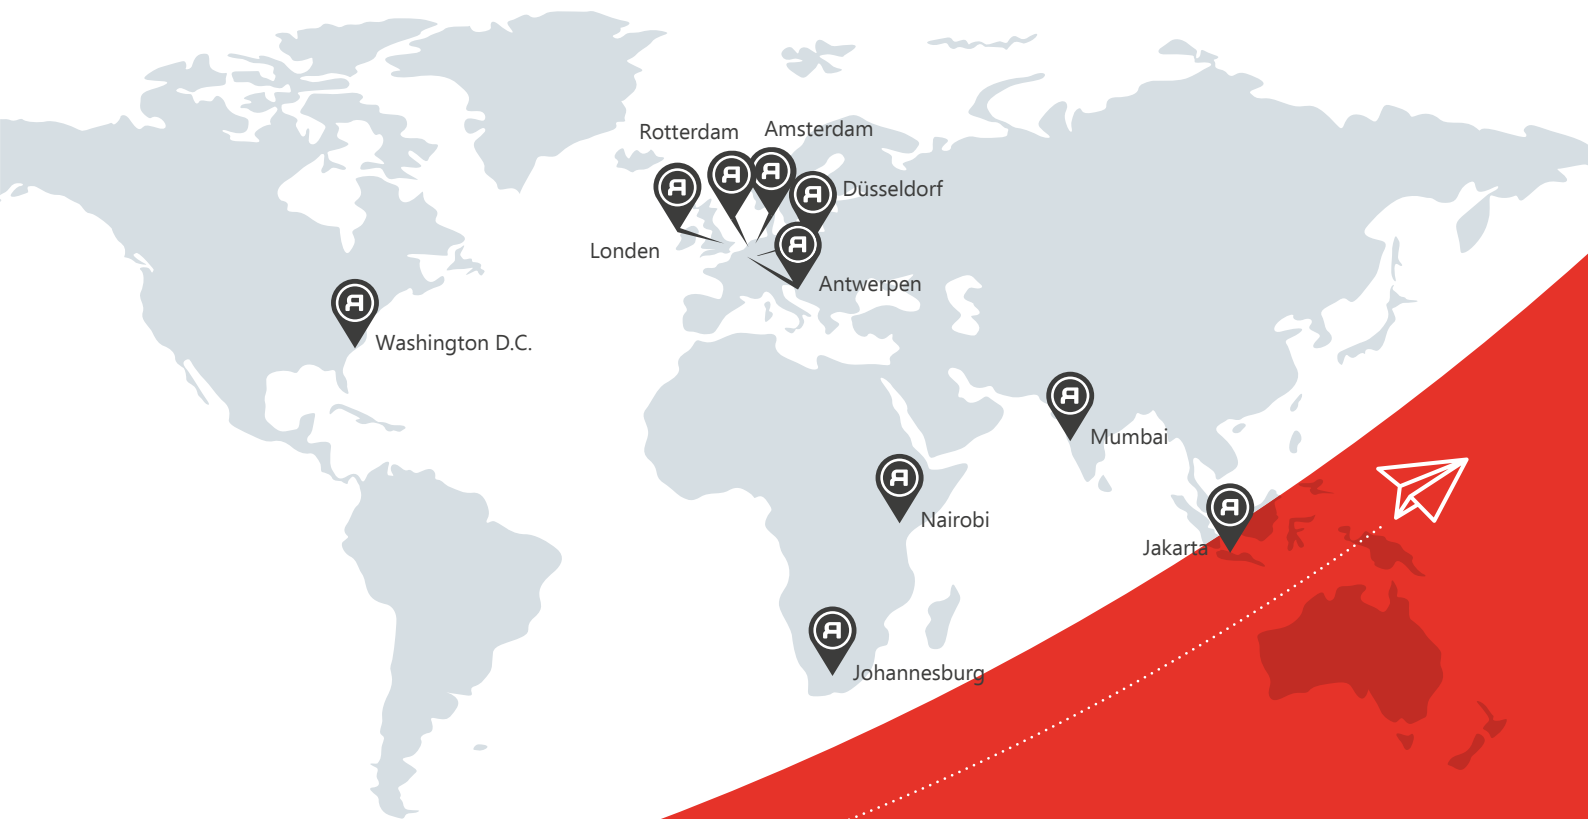 Rotterdam
Amsterdam
Düsseldorf
Londen
Antwerpen
Washington D.C.
Mumbai
Nairobi
Jakarta
Johannesburg